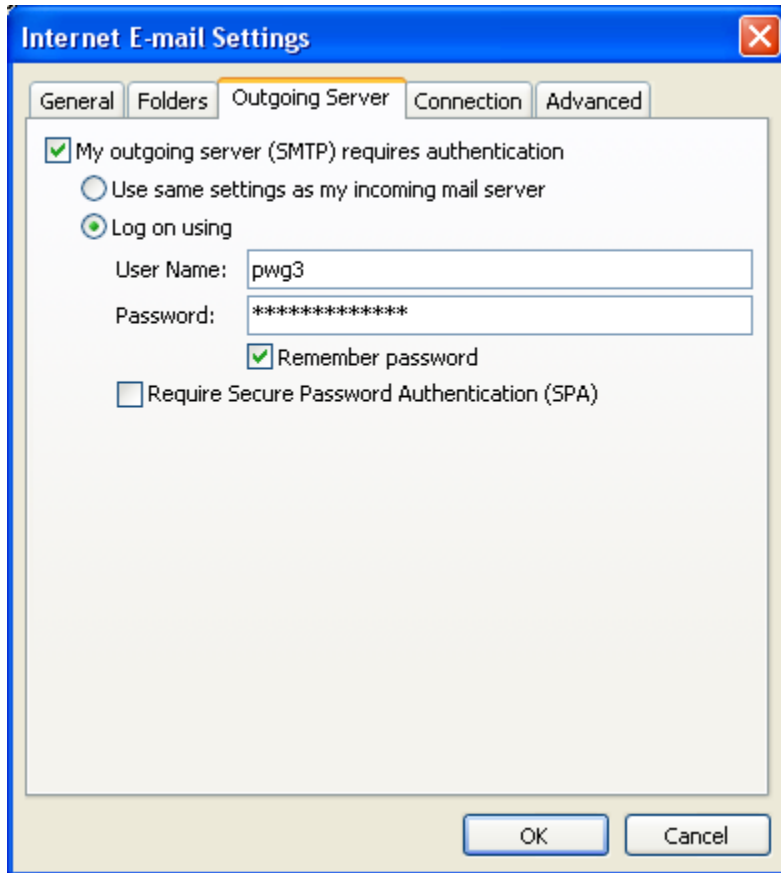 Internet E-mail Settings
General Folders Outgoing Server Connection Advanced
My outgoing server (SMTP) requires authentication
Use same settings as my incoming mail server
Log on using
User Name: pwg3
Password: *************
Remember password
Require Secure Password Authentication (SPA)
OK Cancel